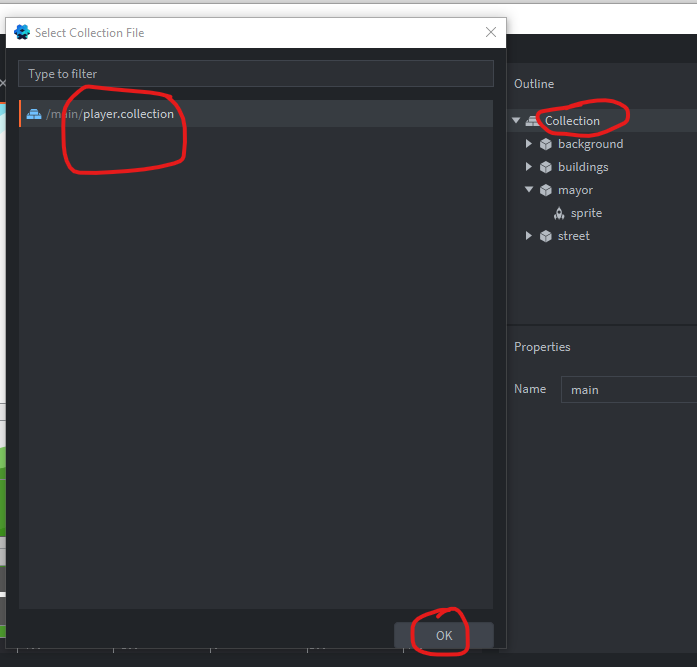 Select Collection File
Type to filter
/main/player.collection
OK
Outline
Collection
background
buildings
mayor
sprite
street
Properties
Name main